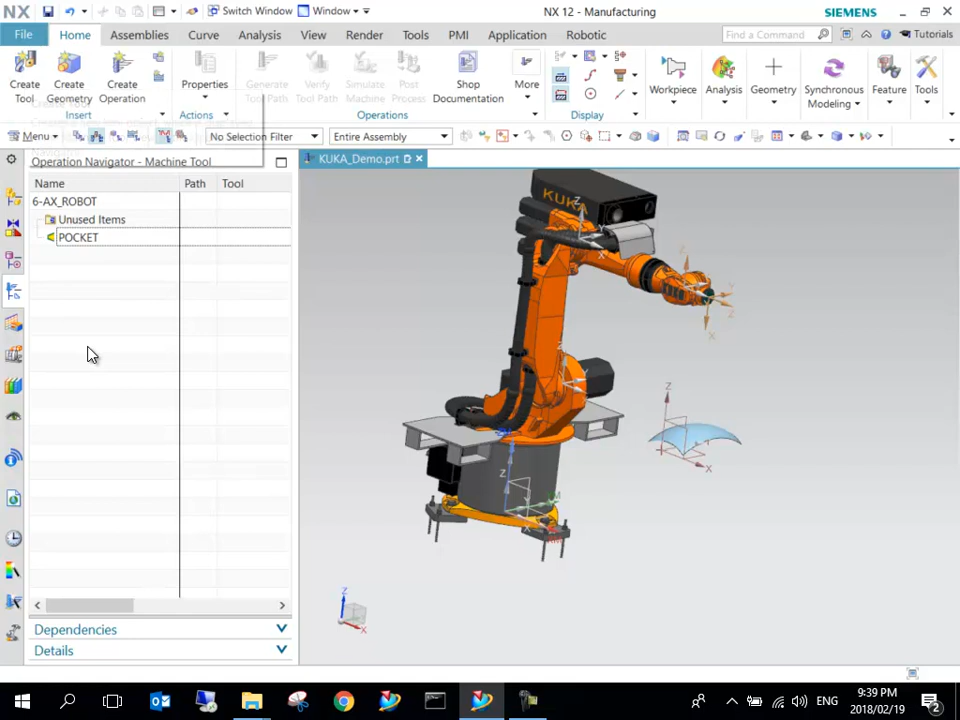 NX
Switch Window
Window
NX 12 - Manufacturing
SIEMENS
File
Home
Assemblies
Curve
Analysis
View
Render
Tools
PMI
Application
Robotic
Find a Command
Tutorials
Create Tool
Create Geometry
Create Operation
Properties
Generate Tool Path
Verify Tool Path
Simulate Machine
Post Process
Shop Documentation
More
Workpiece
Analysis
Geometry
Synchronous Modeling
Feature
Tools
Insert
Actions
Operations
Display
Menu
No Selection Filter
Entire Assembly
Operation Navigator - Machine Tool
KUKA_Demo.prt
Name
Path
Tool
6-AX_ROBOT
Unused Items
POCKET
KUKA
Z
X
Z
Y
Z
X
Z
Z
X
Z
X
Dependencies
Details
ENG
9:39 PM
2018/02/19
2